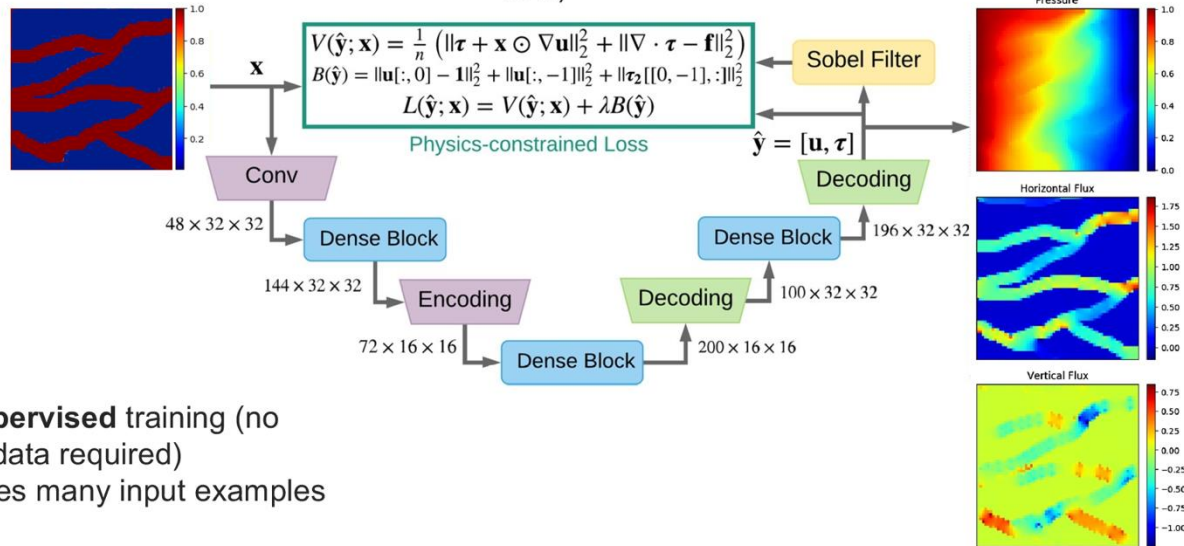 Pressure
1.0
0.8
0.6
0.4
0.2
x
V(ŷ; x) = 1/n (||τ + x ⊙ ∇u||₂² + ||∇ · τ − f||₂²)
B(ŷ) = ||u[:, 0] − 1||₂² + ||u[:, −1]||₂² + ||τ₂[[0, −1], :]||₂²
L(ŷ; x) = V(ŷ; x) + λB(ŷ)
Physics-constrained Loss
Sobel Filter
ŷ = [u, τ]
1.0
0.8
0.6
0.4
0.2
0.0
Conv
Decoding
48 × 32 × 32
Dense Block
Dense Block
196 × 32 × 32
144 × 32 × 32
Encoding
Decoding
100 × 32 × 32
72 × 16 × 16
Dense Block
200 × 16 × 16
Horizontal Flux
1.75
1.50
1.25
1.00
0.75
0.50
0.25
0.00
Vertical Flux
0.75
0.50
0.25
0.00
−0.25
−0.50
−0.75
−1.00
pervised training (no
data required)
es many input examples